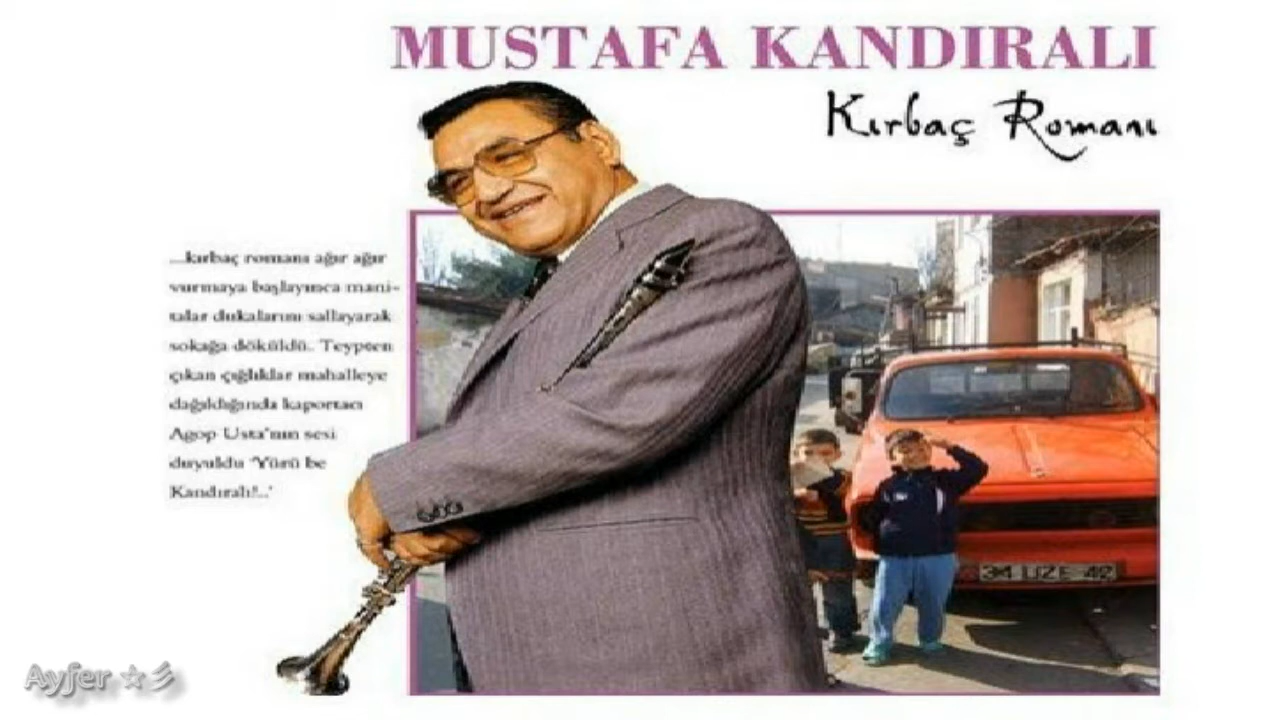 MUSTAFA KANDIRALI
Kırbaç Romanı
...kırbaç romanı ağır ağır
vurmaya başlayınca mani-
talar dukalarını sallayarak
sokağa döküldü. Teypten
çıkan çığlıklar mahalleye
dağıldığında kaportacı
Agop Usta'nın sesi
duyuldu 'Yürü be
Kandıralı!..'
34 UZE 42
Ayfer ☆彡